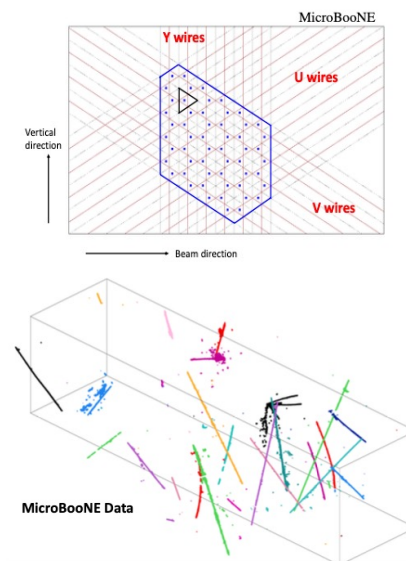 MicroBooNE
Y wires
U wires
Vertical
direction
V wires
Beam direction
MicroBooNE Data